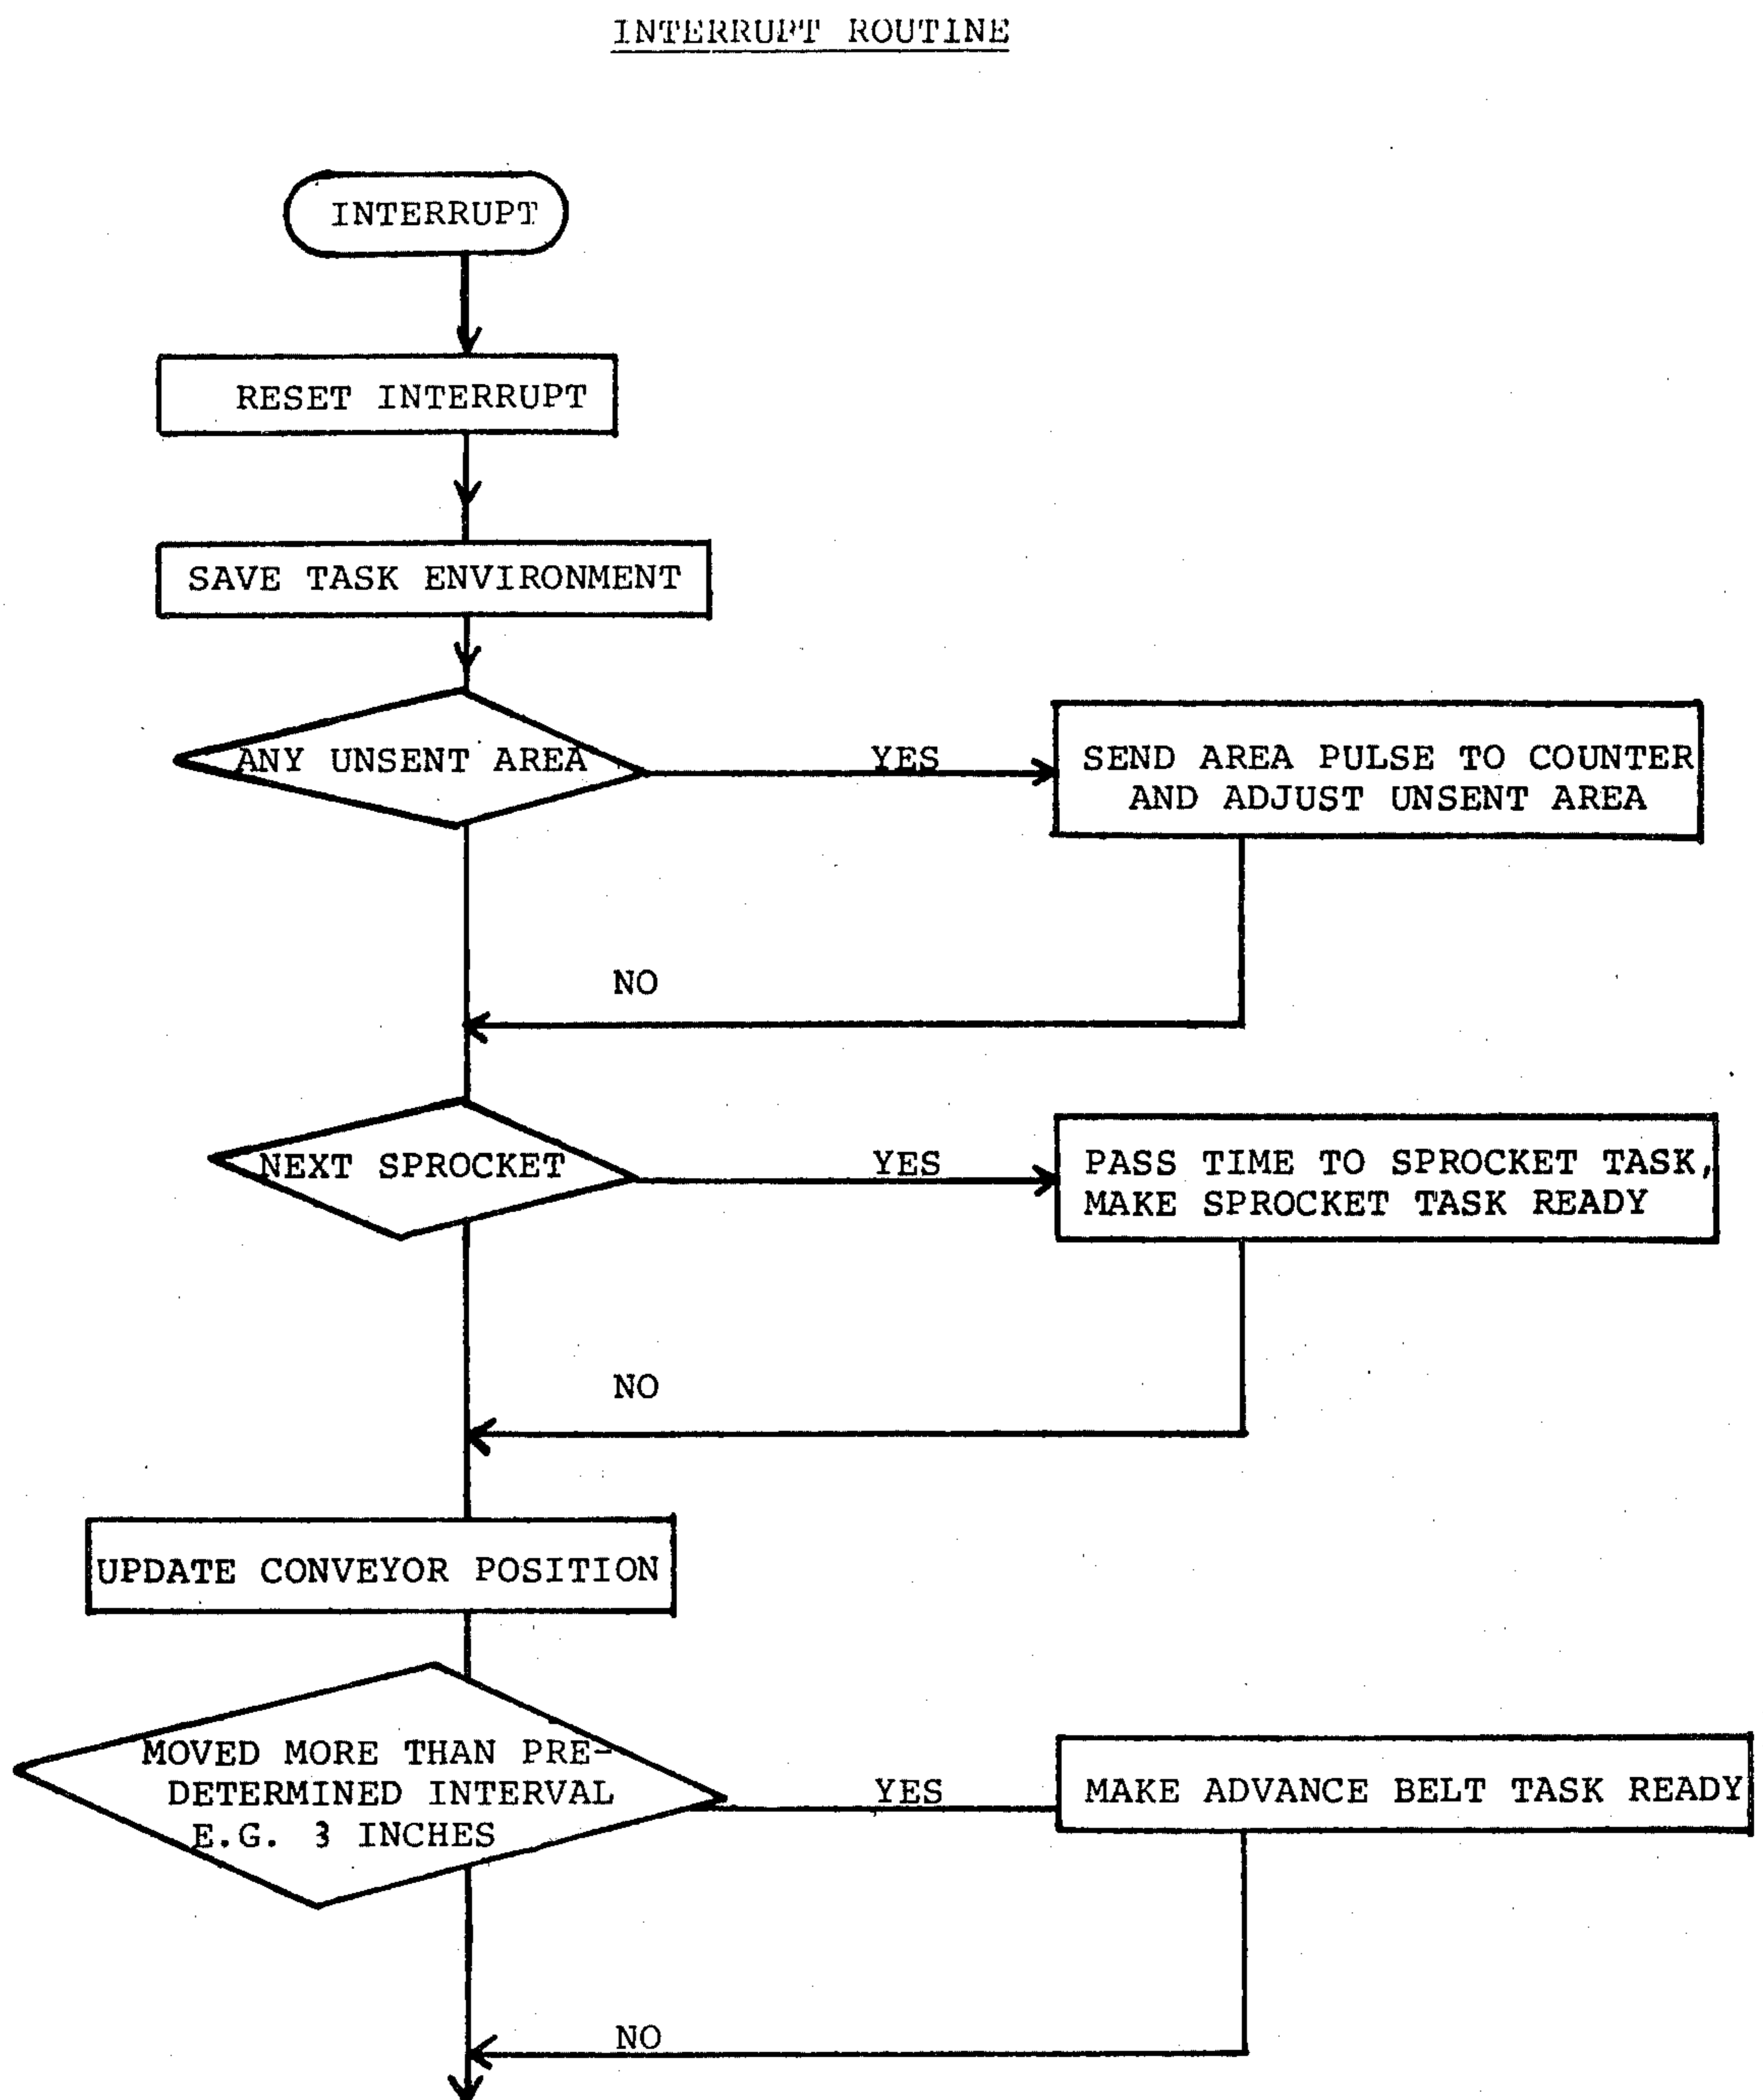 INTERRUPT ROUTINE
INTERRUPT
RESET INTERRUPT
SAVE TASK ENVIRONMENT
ANY UNSENT AREA
YES
SEND AREA PULSE TO COUNTER
AND ADJUST UNSENT AREA
NO
NEXT SPROCKET
YES
PASS TIME TO SPROCKET TASK,
MAKE SPROCKET TASK READY
NO
UPDATE CONVEYOR POSITION
MOVED MORE THAN PRE-
DETERMINED INTERVAL
E.G. 3 INCHES
YES
MAKE ADVANCE BELT TASK READY
NO